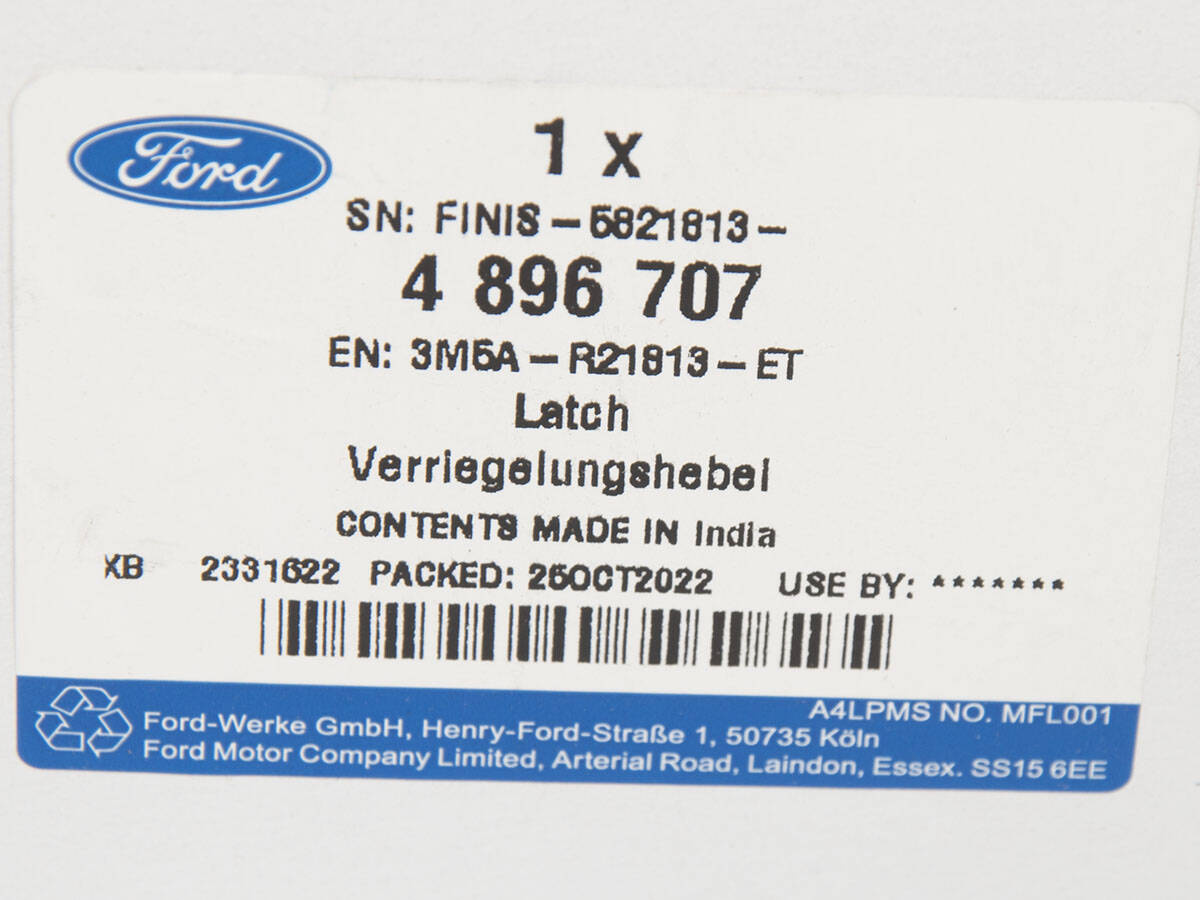 Ford
1 x
SN: FINIS-5821813-
4 896 707
EN: 3M5A-R21813-ET
Latch
Verriegelungshebel
CONTENTS MADE IN India
XB 2331622 PACKED: 25OCT2022 USE BY: *******
A4LPMS NO. MFL001
Ford-Werke GmbH, Henry-Ford-Straße 1, 50735 Köln
Ford Motor Company Limited, Arterial Road, Laindon, Essex. SS15 6EE